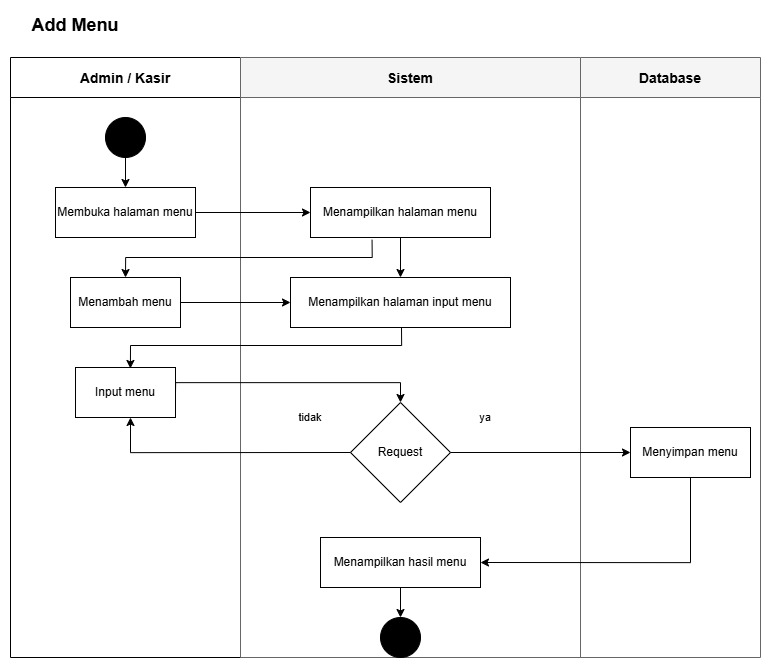 Add Menu
Admin / Kasir
Sistem
Database
Membuka halaman menu
Menampilkan halaman menu
Menambah menu
Menampilkan halaman input menu
Input menu
tidak
ya
Request
Menyimpan menu
Menampilkan hasil menu